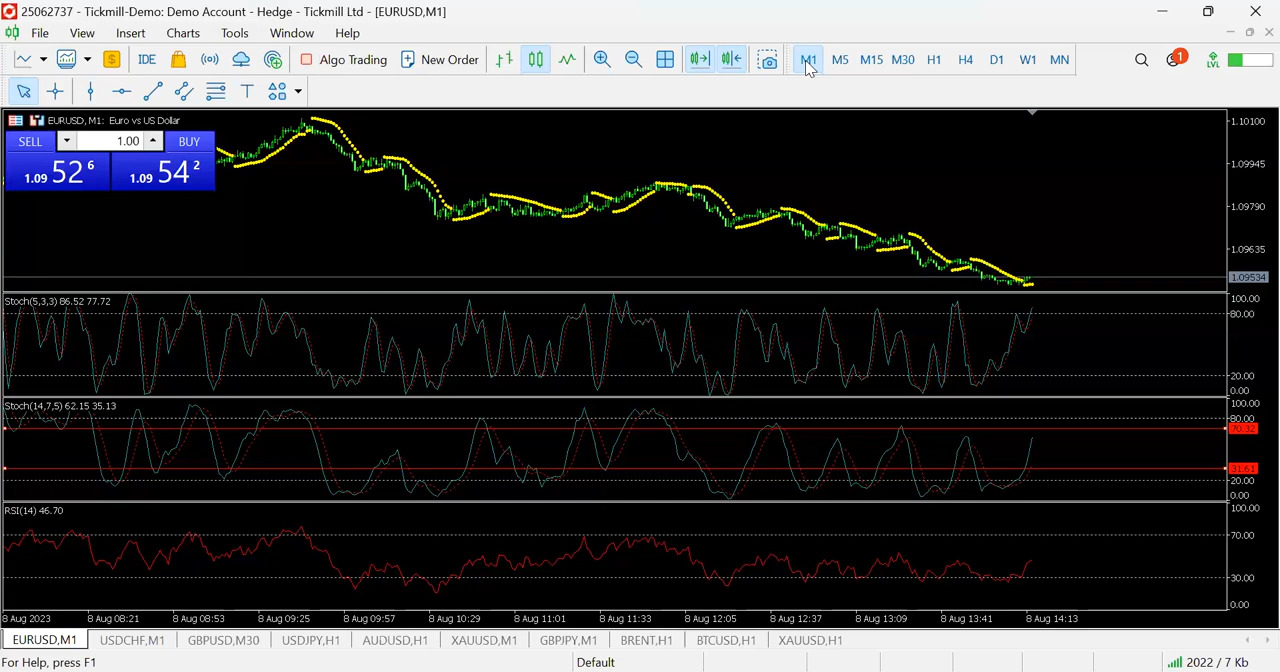 25062737 - Tickmill-Demo: Demo Account - Hedge - Tickmill Ltd - [EURUSD,M1]
File View Insert Charts Tools Window Help
IDE Algo Trading New Order M1 M5 M15 M30 H1 H4 D1 W1 MN 1 LVL
T
EURUSD, M1: Euro vs US Dollar
SELL 1.00 BUY
1.09 52 6 1.09 54 2
1.10100
1.09945
1.09790
1.09635
1.09534
Stoch(5,3,3) 86.52 77.72
100.00
80.00
20.00
0.00
Stoch(14,7,5) 62.15 35.13
100.00
80.00
70.32
31.61
20.00
0.00
RSI(14) 46.70
100.00
70.00
30.00
0.00
8 Aug 2023 8 Aug 08:21 8 Aug 08:53 8 Aug 09:25 8 Aug 09:57 8 Aug 10:29 8 Aug 11:01 8 Aug 11:33 8 Aug 12:05 8 Aug 12:37 8 Aug 13:09 8 Aug 13:41 8 Aug 14:13
EURUSD,M1 USDCHF,M1 GBPUSD,M30 USDJPY,H1 AUDUSD,H1 XAUUSD,M1 GBPJPY,M1 BRENT,H1 BTCUSD,H1 XAUUSD,H1
For Help, press F1 Default 2022 / 7 Kb